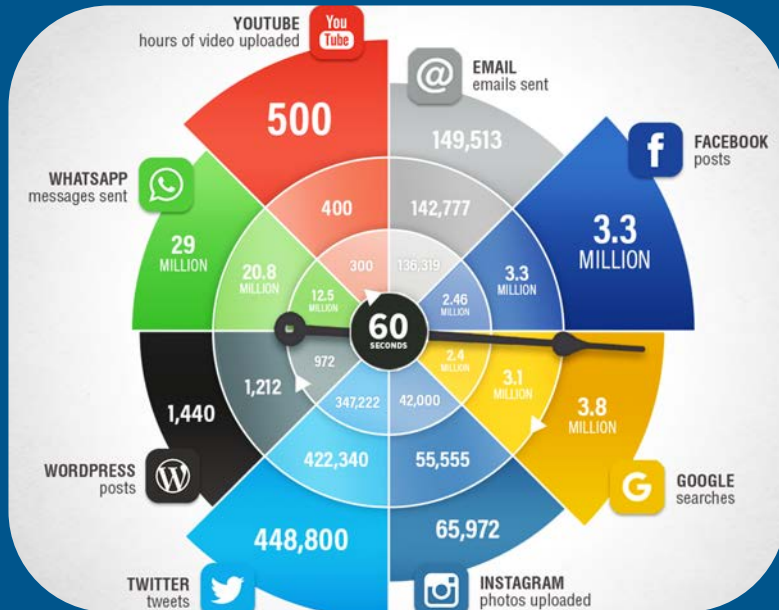 YOUTUBE
hours of video uploaded
You
Tube
500
400
300
@
EMAIL
emails sent
149,513
142,777
136,319
f
FACEBOOK
posts
3.3
MILLION
3.3
MILLION
2.46
MILLION
G
GOOGLE
searches
3.8
MILLION
3.1
MILLION
2.4
MILLION
INSTAGRAM
photos uploaded
65,972
55,555
42,000
TWITTER
tweets
448,800
422,340
347,222
W
WORDPRESS
posts
1,440
1,212
972
WHATSAPP
messages sent
29
MILLION
20.8
MILLION
12.5
MILLION
60
SECONDS